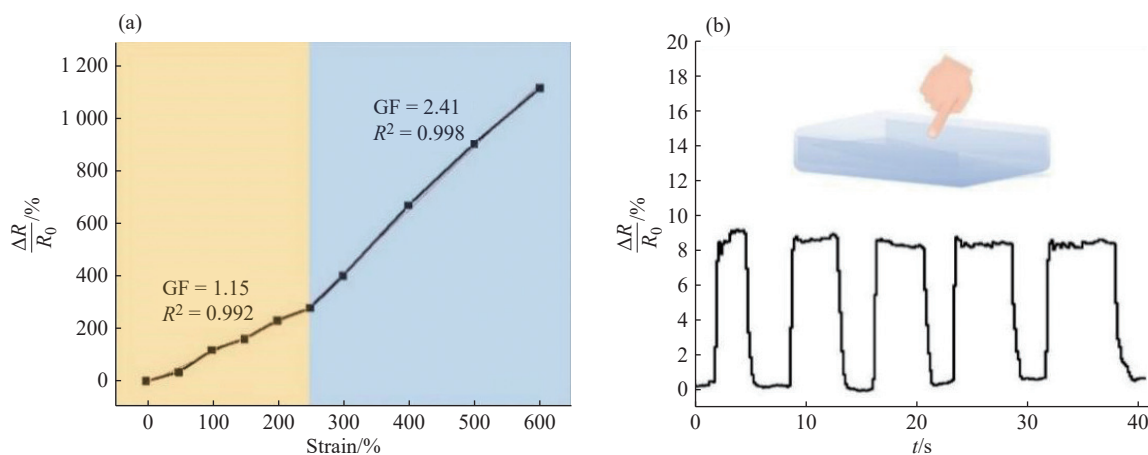 (a)
1 200
1 000
800
600
400
200
0
ΔR/R₀/%
GF = 2.41
R² = 0.998
GF = 1.15
R² = 0.992
0 100 200 300 400 500 600
Strain/%
(b)
20
18
16
14
12
10
8
6
4
2
0
ΔR/R₀/%
0 10 20 30 40
t/s